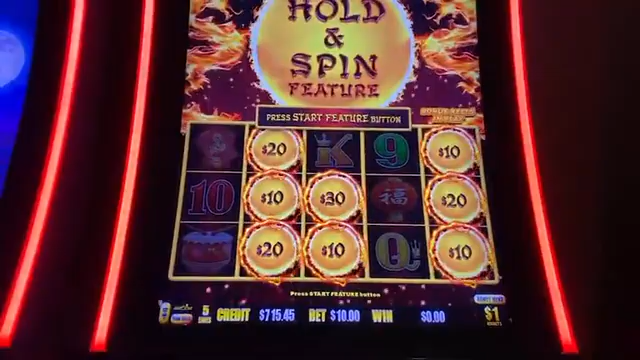 HOLD
&
SPIN
FEATURE
PRESS START FEATURE BUTTON
$20 K 9 $10
10 $10 $30 福 $20
$20 $10 Q $10
Press START FEATURE button
5 CREDIT $715.45 BET $10.00 WIN $0.00 $1